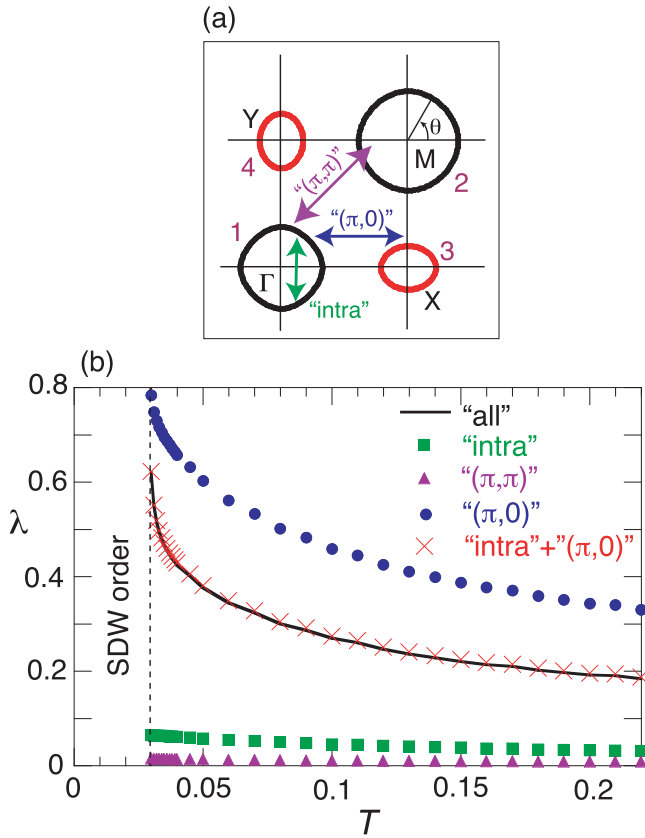 (a)
Y
θ
M
4
"(π,π)"
2
"(π,0)"
1
3
Γ
X
"intra"
(b)
0.8
"all"
"intra"
"(π,π)"
"(π,0)"
"intra"+"(π,0)"
0.6
λ
0.4
SDW order
0.2
0
0
0.05
0.1
0.15
0.2
T